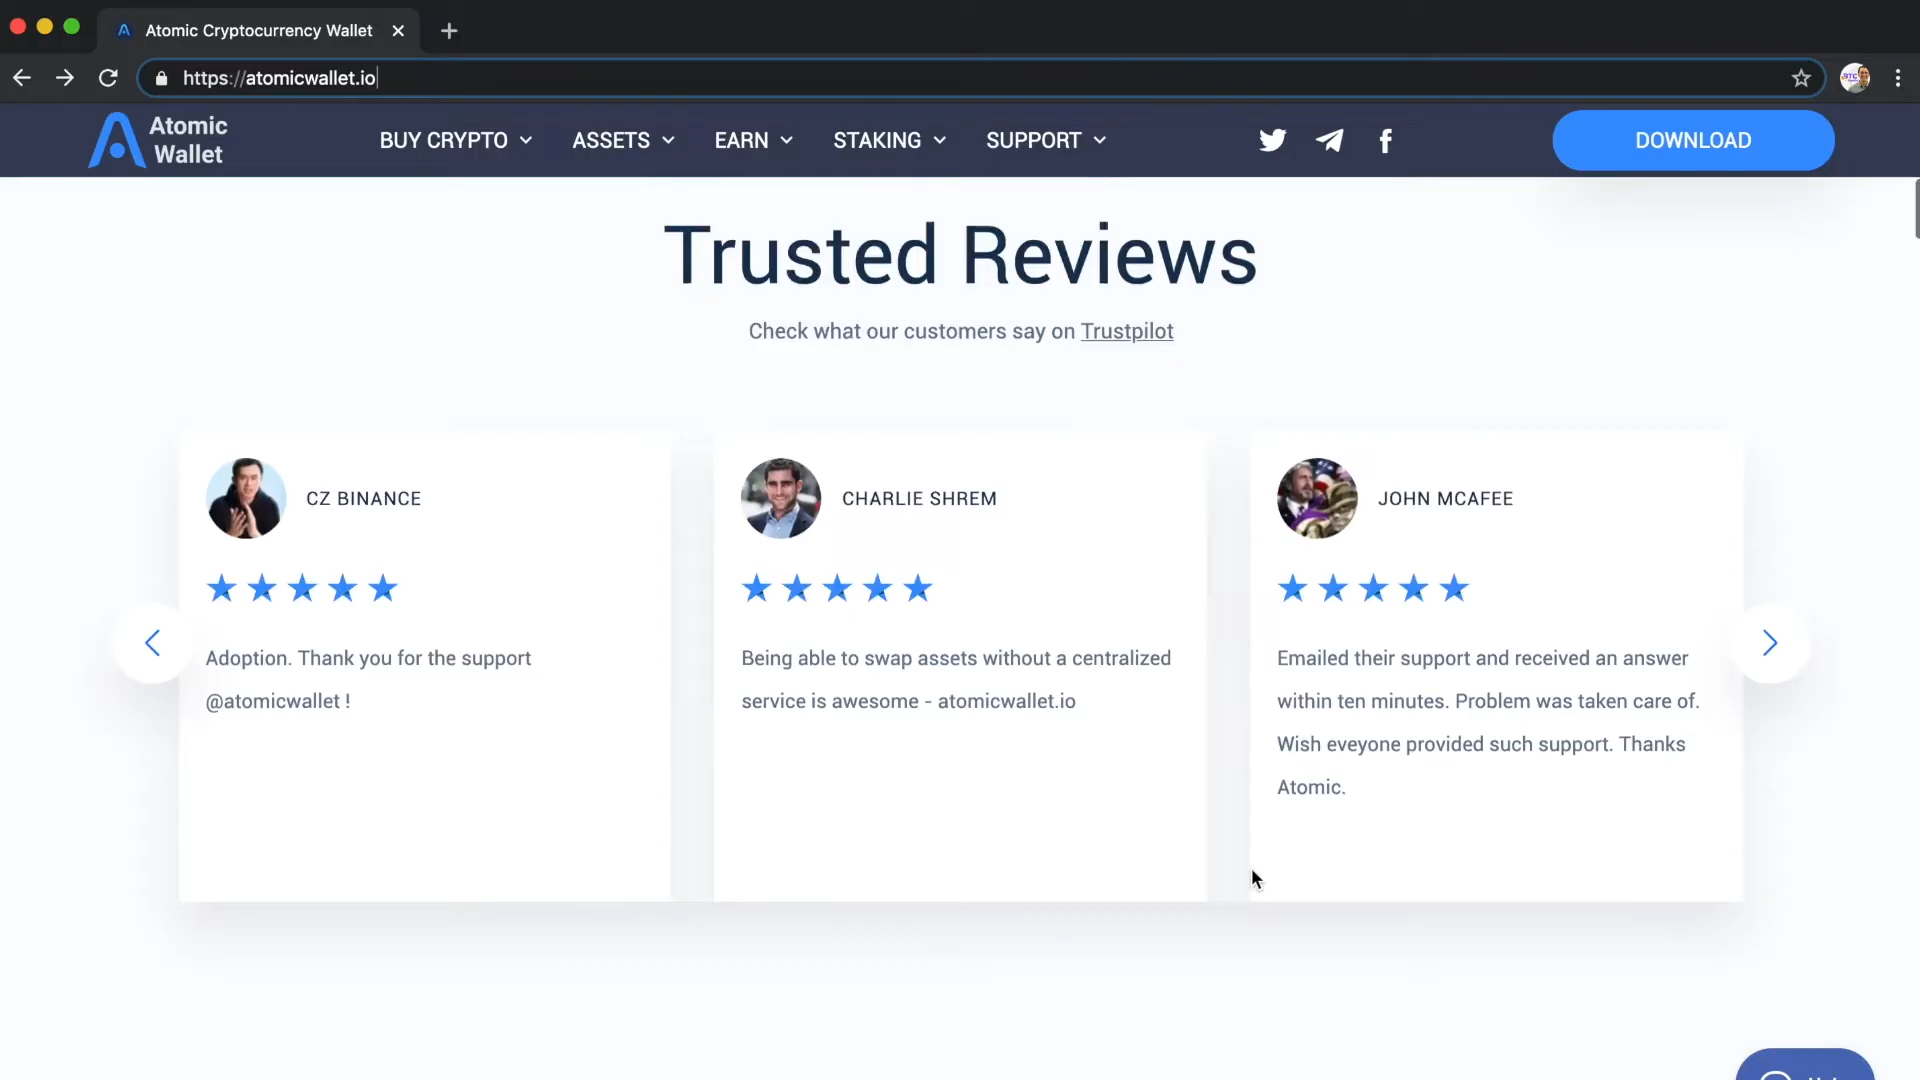 Atomic Cryptocurrency Wallet
https://atomicwallet.io
Atomic
Wallet
BUY CRYPTO
ASSETS
EARN
STAKING
SUPPORT
DOWNLOAD
Trusted Reviews
Check what our customers say on Trustpilot
CZ BINANCE
Adoption. Thank you for the support
@atomicwallet !
CHARLIE SHREM
Being able to swap assets without a centralized
service is awesome - atomicwallet.io
JOHN MCAFEE
Emailed their support and received an answer
within ten minutes. Problem was taken care of.
Wish eveyone provided such support. Thanks
Atomic.